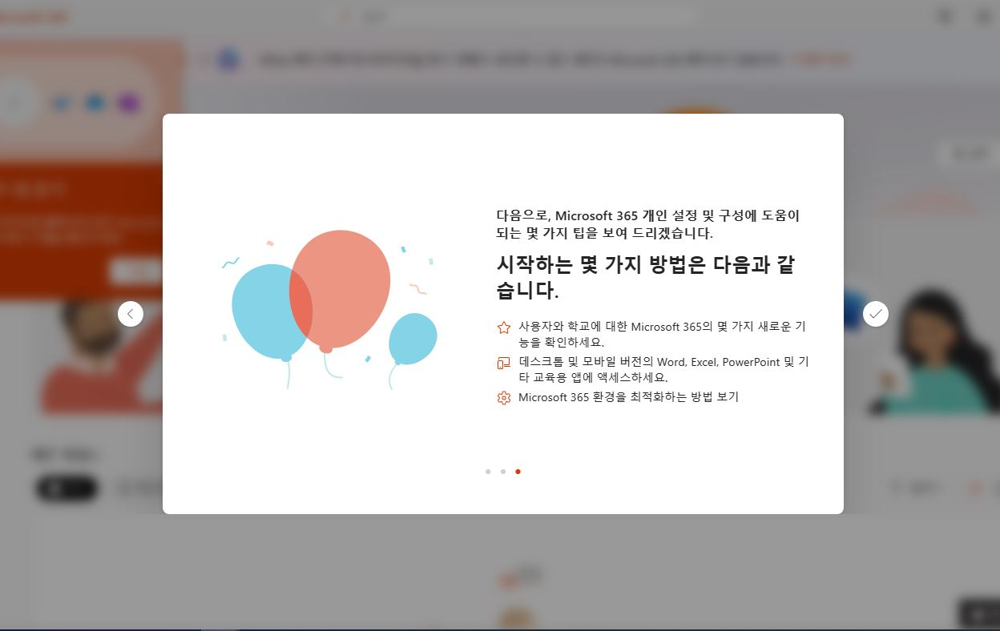 다음으로, Microsoft 365 개인 설정 및 구성에 도움이
되는 몇 가지 팁을 보여 드리겠습니다.
시작하는 몇 가지 방법은 다음과 같
습니다.
사용자와 학교에 대한 Microsoft 365의 몇 가지 새로운 기
능을 확인하세요.
데스크톱 및 모바일 버전의 Word, Excel, PowerPoint 및 기
타 교육용 앱에 액세스하세요.
Microsoft 365 환경을 최적화하는 방법 보기